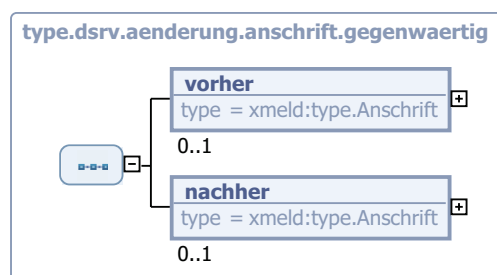 type.dsrv.aenderung.anschrift.gegenwaertig
vorher
type = xmeld:type.Anschrift
0..1
nachher
type = xmeld:type.Anschrift
0..1